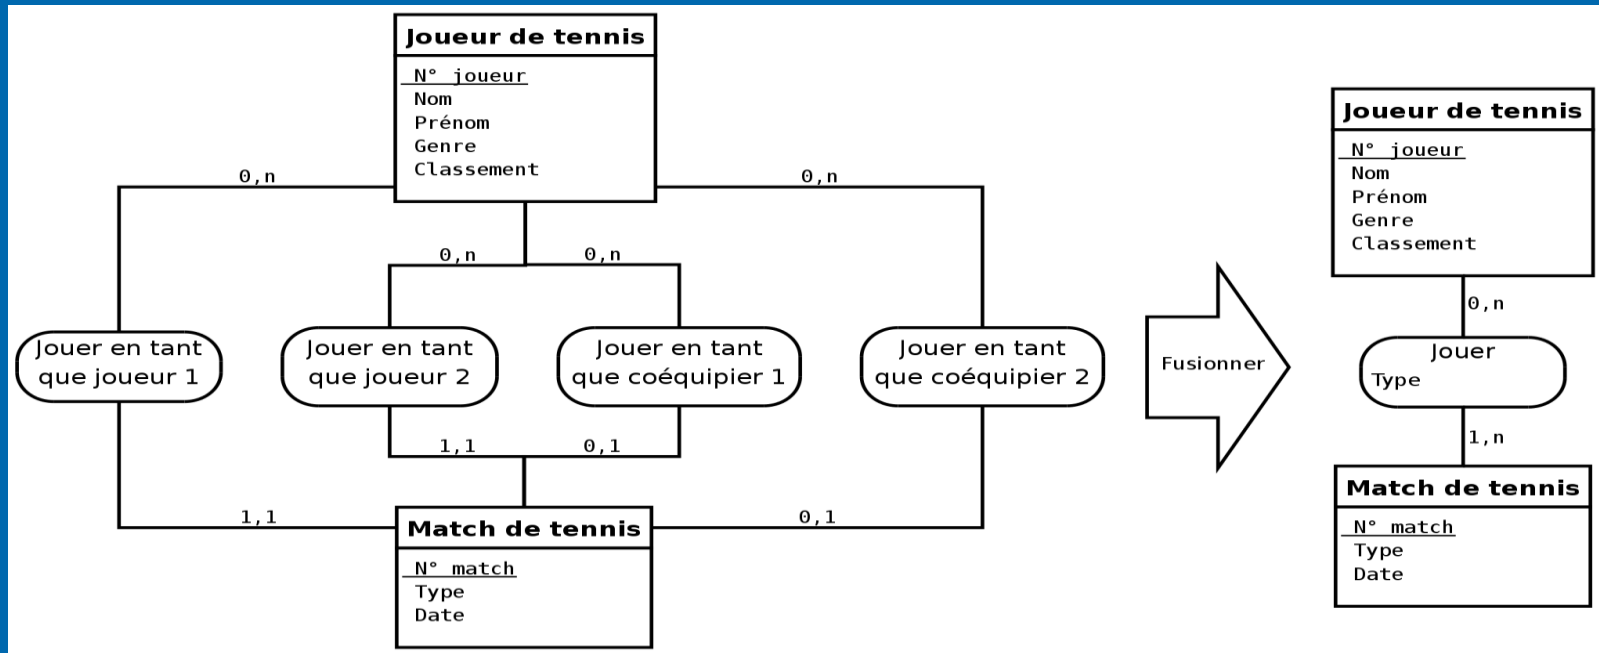 Joueur de tennis
N° joueur
Nom
Prénom
Genre
Classement
0,n
0,n
0,n
0,n
Jouer en tant
que joueur 1
Jouer en tant
que joueur 2
Jouer en tant
que coéquipier 1
Jouer en tant
que coéquipier 2
1,1
0,1
1,1
0,1
Match de tennis
N° match
Type
Date
Fusionner
Joueur de tennis
N° joueur
Nom
Prénom
Genre
Classement
0,n
Jouer
Type
1,n
Match de tennis
N° match
Type
Date